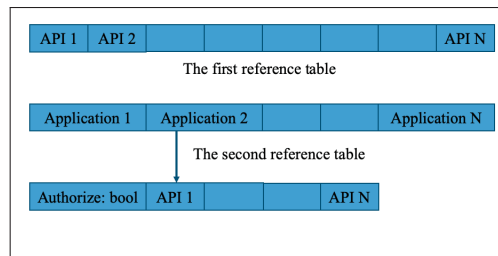 API 1 API 2 API N
The first reference table
Application 1 Application 2 Application N
The second reference table
Authorize: bool API 1 API N